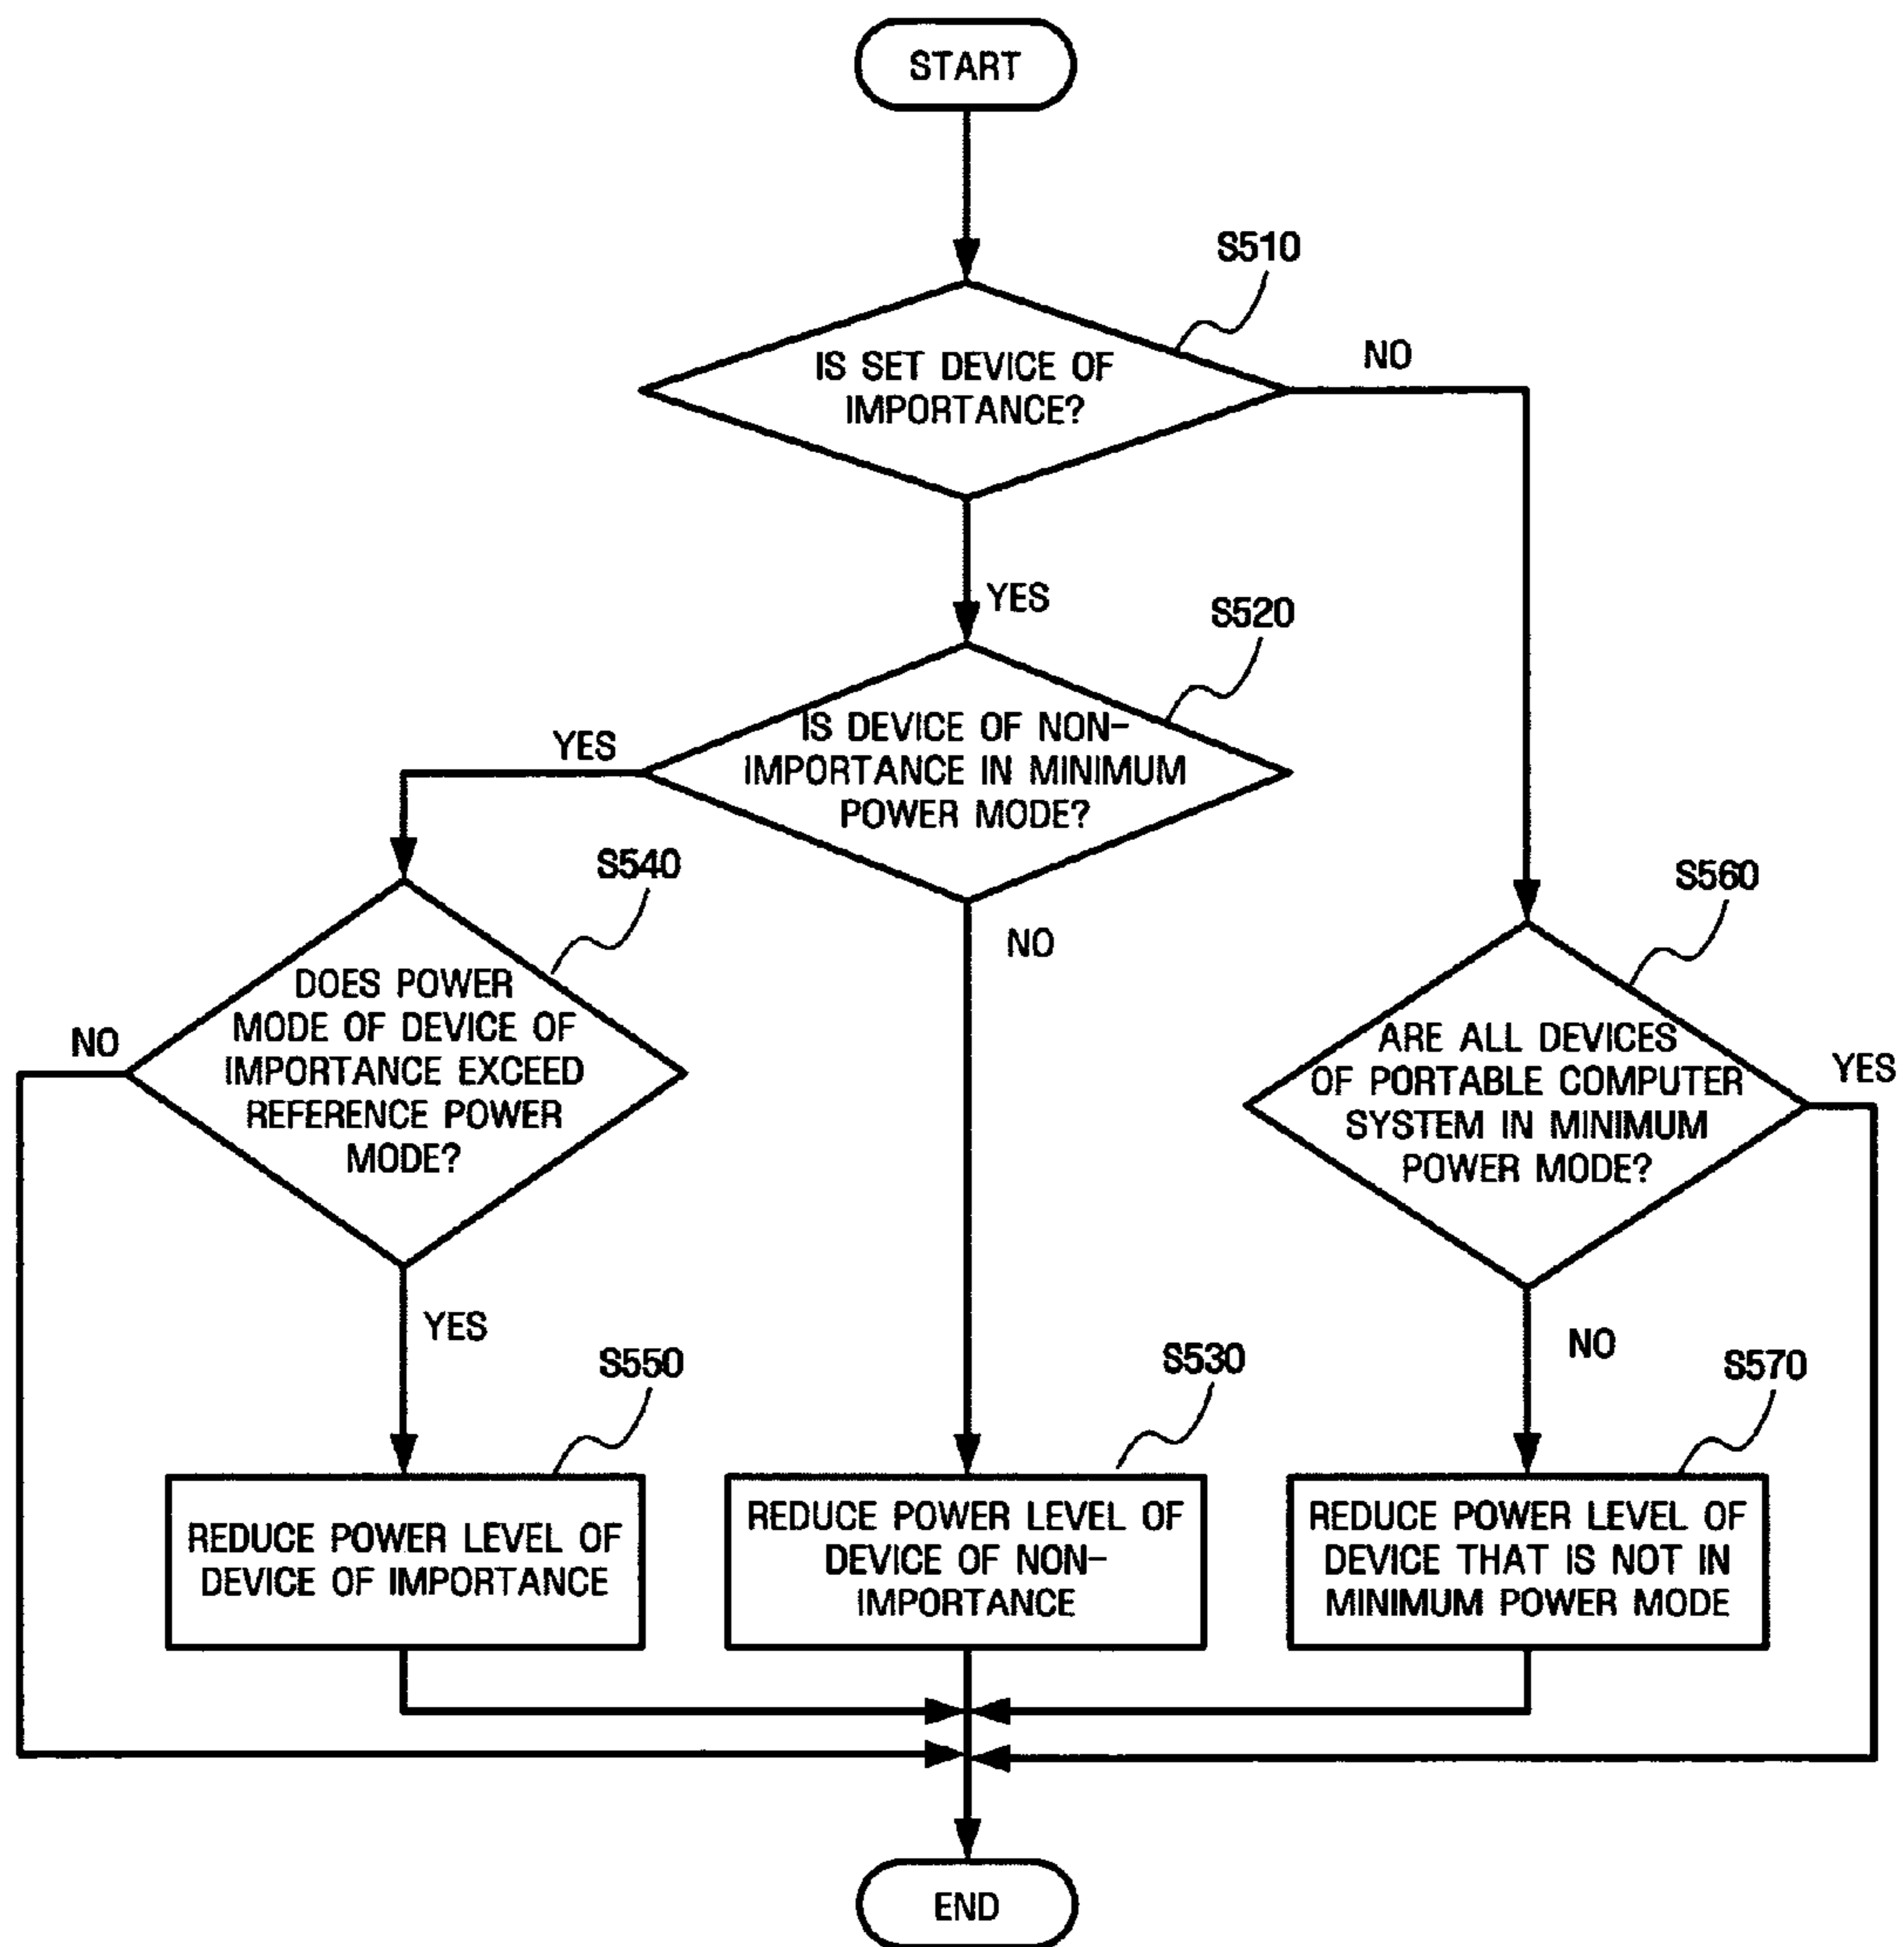 START
S510
IS SET DEVICE OF
IMPORTANCE?
NO
YES
S520
IS DEVICE OF NON-
IMPORTANCE IN MINIMUM
POWER MODE?
YES
NO
S540
DOES POWER
MODE OF DEVICE OF
IMPORTANCE EXCEED
REFERENCE POWER
MODE?
NO
YES
S560
ARE ALL DEVICES
OF PORTABLE COMPUTER
SYSTEM IN MINIMUM
POWER MODE?
YES
NO
S550
REDUCE POWER LEVEL OF
DEVICE OF IMPORTANCE
S530
REDUCE POWER LEVEL OF
DEVICE OF NON-
IMPORTANCE
S570
REDUCE POWER LEVEL OF
DEVICE THAT IS NOT IN
MINIMUM POWER MODE
END